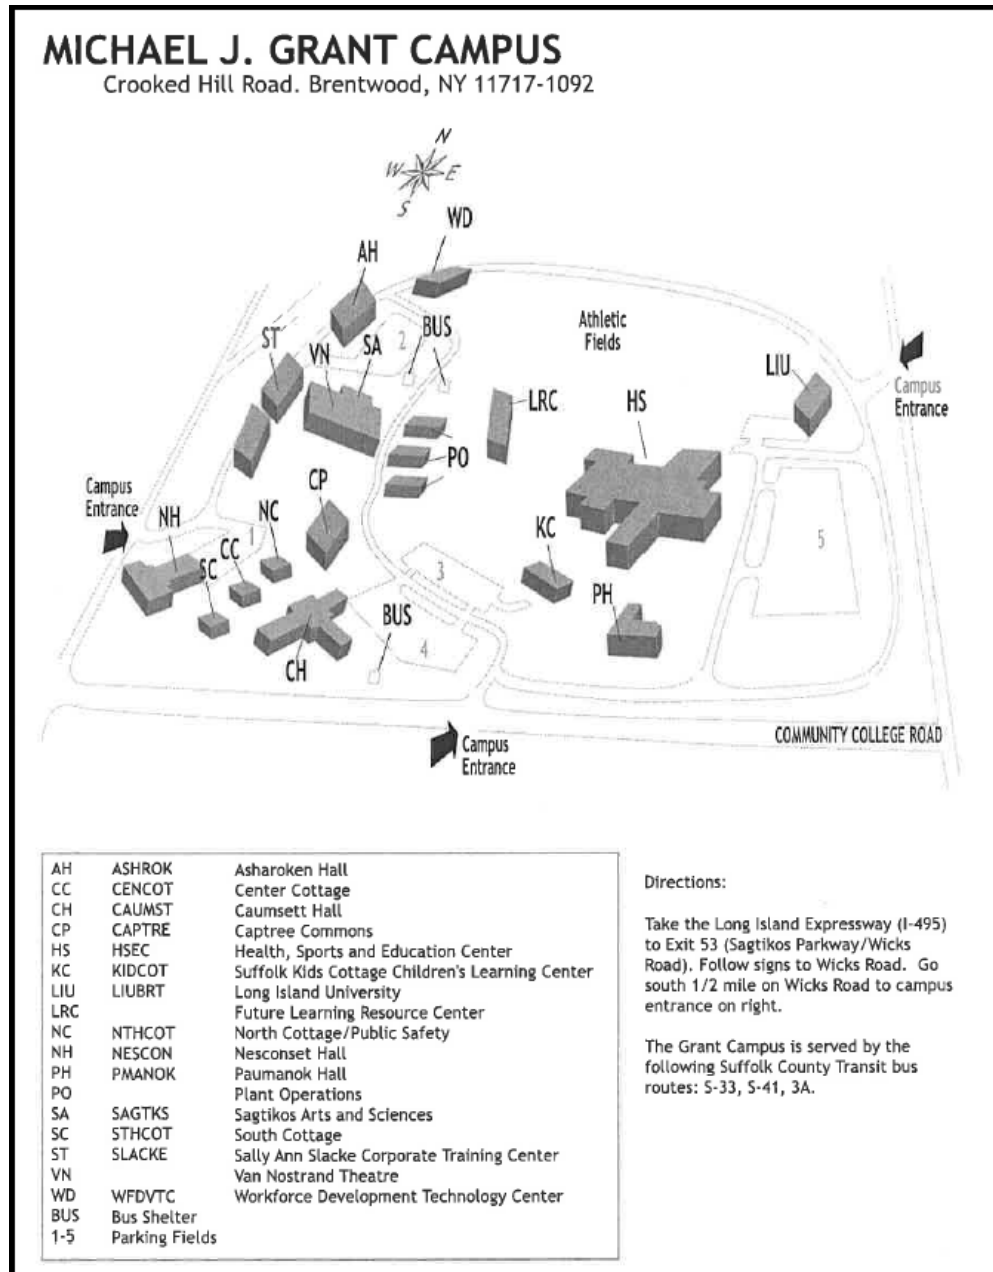 MICHAEL J. GRANT CAMPUS
Crooked Hill Road. Brentwood, NY 11717-1092
N
W E
S
WD
AH
BUS
Athletic
Fields
ST
VN
SA
2
LIU
Campus
Entrance
LRC
HS
PO
CP
Campus
Entrance
NH
NC
1
CC
SC
KC
5
3
PH
BUS
4
CH
COMMUNITY COLLEGE ROAD
Campus
Entrance
AH ASHROK Asharoken Hall
CC CENCOT Center Cottage
CH CAUMST Caumsett Hall
CP CAPTRE Captree Commons
HS HSEC Health, Sports and Education Center
KC KIDCOT Suffolk Kids Cottage Children's Learning Center
LIU LIUBRT Long Island University
LRC Future Learning Resource Center
NC NTHCOT North Cottage/Public Safety
NH NESCON Nesconset Hall
PH PMANOK Paumanok Hall
PO Plant Operations
SA SAGTKS Sagtikos Arts and Sciences
SC STHCOT South Cottage
ST SLACKE Sally Ann Slacke Corporate Training Center
VN Van Nostrand Theatre
WD WFDVTC Workforce Development Technology Center
BUS Bus Shelter
1-5 Parking Fields
Directions:
Take the Long Island Expressway (I-495)
to Exit 53 (Sagtikos Parkway/Wicks
Road). Follow signs to Wicks Road. Go
south 1/2 mile on Wicks Road to campus
entrance on right.
The Grant Campus is served by the
following Suffolk County Transit bus
routes: S-33, S-41, 3A.